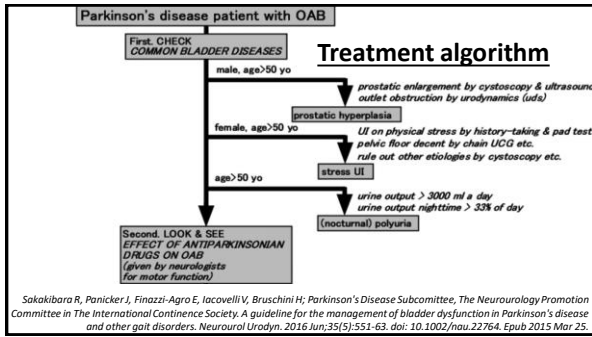 Parkinson's disease patient with OAB
First. CHECK
COMMON BLADDER DISEASES
Treatment algorithm
male, age>50 yo
prostatic enlargement by cystoscopy & ultrasound
outlet obstruction by urodynamics (uds)
prostatic hyperplasia
female, age>50 yo
UI on physical stress by history-taking & pad test
pelvic floor decent by chain UCG etc.
rule out other etiologies by cystoscopy etc.
stress UI
age>50 yo
urine output > 3000 ml a day
urine output nighttime > 33% of day
(nocturnal) polyuria
Second. LOOK & SEE
EFFECT OF ANTIPARKINSONIAN
DRUGS ON OAB
(given by neurologists
for motor function)
Sakakibara R, Panicker J, Finazzi-Agro E, Iacovelli V, Bruschini H; Parkinson's Disease Subcomittee, The Neurourology Promotion
Committee in The International Continence Society. A guideline for the management of bladder dysfunction in Parkinson's disease
and other gait disorders. Neurourol Urodyn. 2016 Jun;35(5):551-63. doi: 10.1002/nau.22764. Epub 2015 Mar 25.